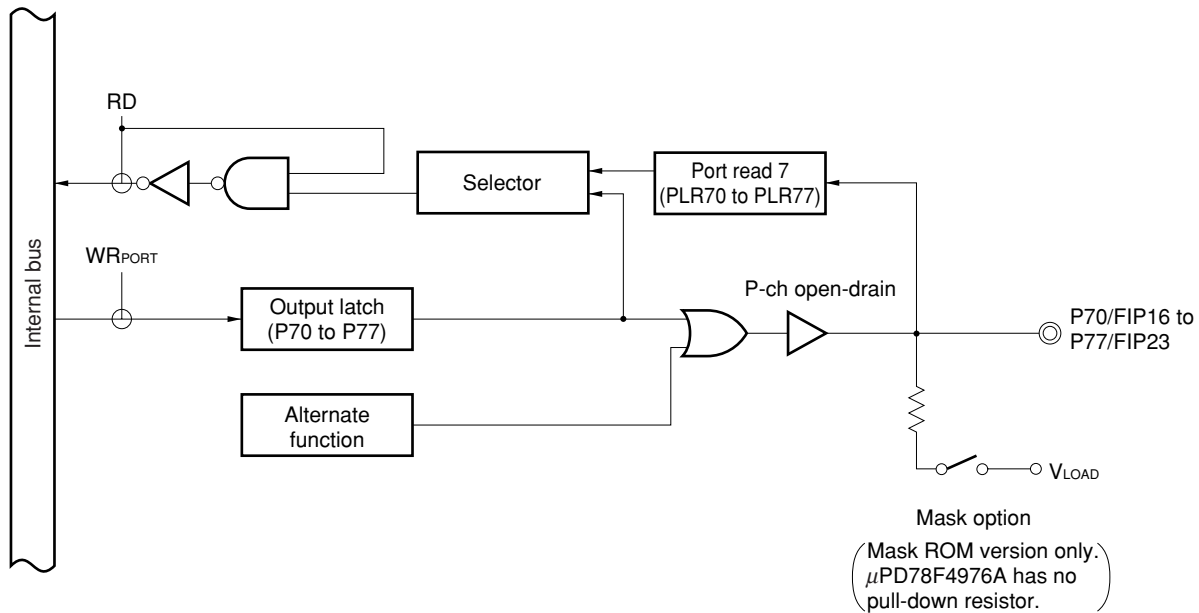 RD
Internal bus
Selector
Port read 7
(PLR70 to PLR77)
WRPORT
Output latch
(P70 to P77)
P-ch open-drain
P70/FIP16 to
P77/FIP23
Alternate
function
VLOAD
Mask option
(Mask ROM version only.
μPD78F4976A has no
pull-down resistor.)